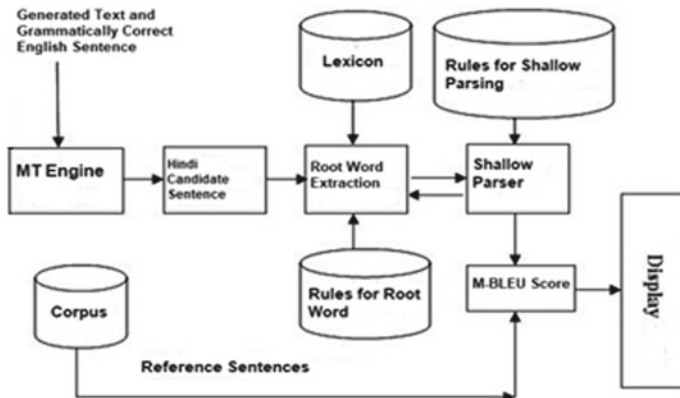 Generated Text and
Grammatically Correct
English Sentence
Lexicon
Rules for Shallow
Parsing
MT Engine
Hindi
Candidate
Sentence
Root Word
Extraction
Shallow
Parser
Display
Corpus
Rules for Root
Word
M-BLEU Score
Reference Sentences